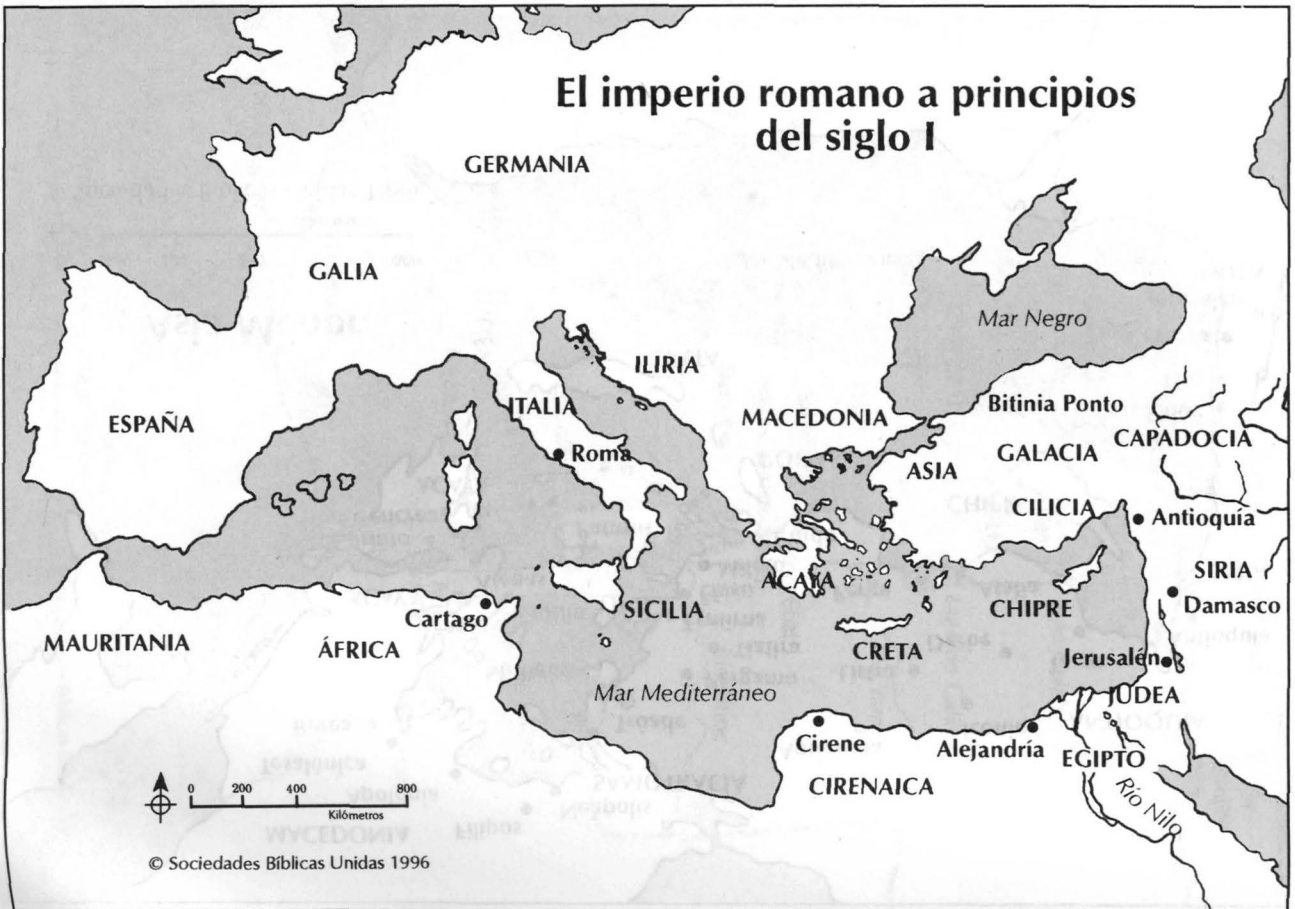 El imperio romano a principios
del siglo I
GERMANIA
GALIA
Mar Negro
ILIRIA
ESPAÑA
ITALIA
MACEDONIA
Bitinia Ponto
CAPADOCIA
Roma
ASIA
GALACIA
CILICIA
Antioquía
SIRIA
ACAYA
CHIPRE
Damasco
Cartago
SICILIA
MAURITANIA
ÁFRICA
CRETA
Jerusalén
JUDEA
Mar Mediterráneo
Cirene
Alejandría
EGIPTO
CIRENAICA
Río Nilo
0 200 400 800
Kilómetros
© Sociedades Bíblicas Unidas 1996